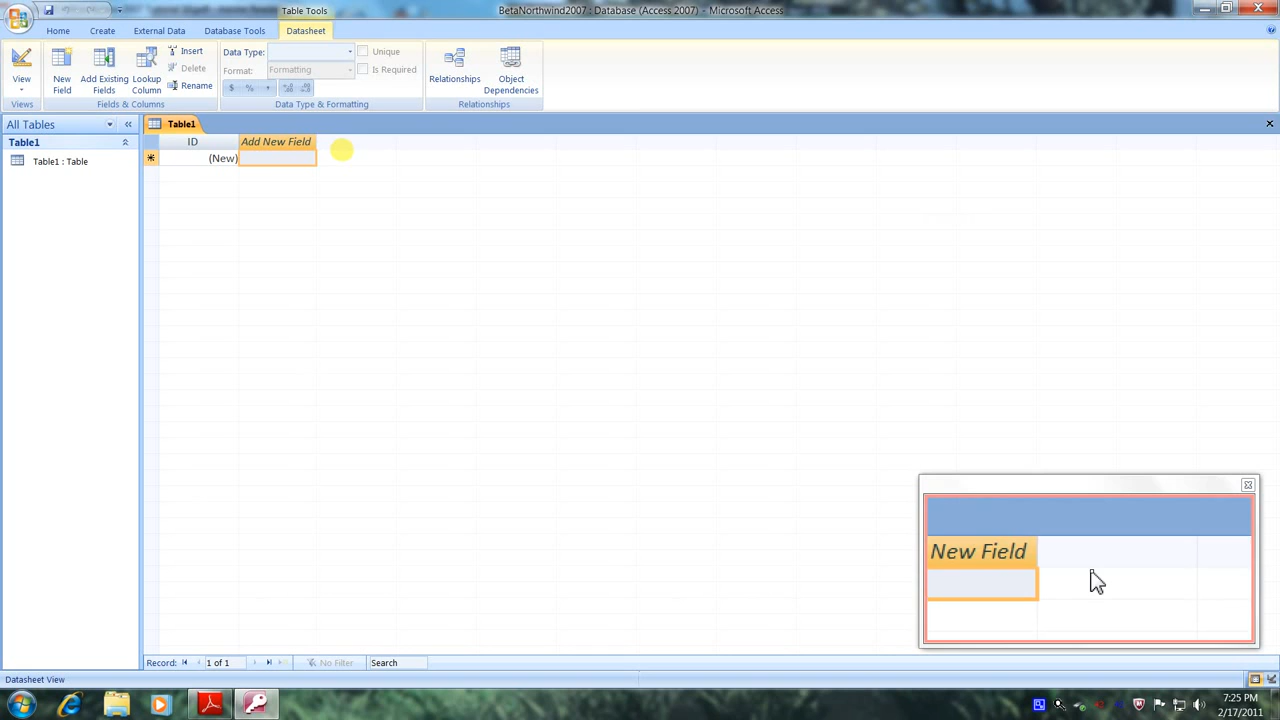 Table Tools
BetaNorthwind2007 : Database (Access 2007) - Microsoft Access
Home Create External Data Database Tools Datasheet
View
Views
New Field
Add Existing Fields
Lookup Column
Insert
Delete
Rename
Fields & Columns
Data Type:
Format: Formatting
$ %
Unique
Is Required
Data Type & Formatting
Relationships
Object Dependencies
Relationships
All Tables
Table1
Table1 : Table
Table1
ID Add New Field
(New)
New Field
Record: 1 of 1 No Filter Search
Datasheet View
7:25 PM
2/17/2011